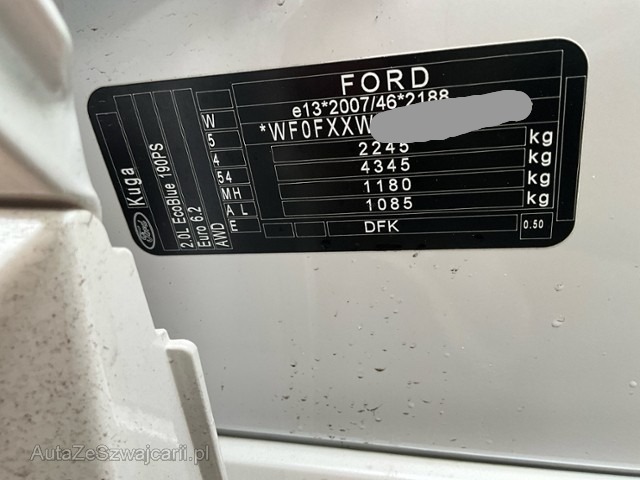 FORD
e13*2007/46*2188
*WF0FXXW
2245 kg
4345 kg
1180 kg
1085 kg
DFK
0.50
W
5
4
54
MH
A L
E
Kuga
2.0L EcoBlue 190PS
Euro 6.2
AWD
Ford
AutaZeSzwajcarii.pl